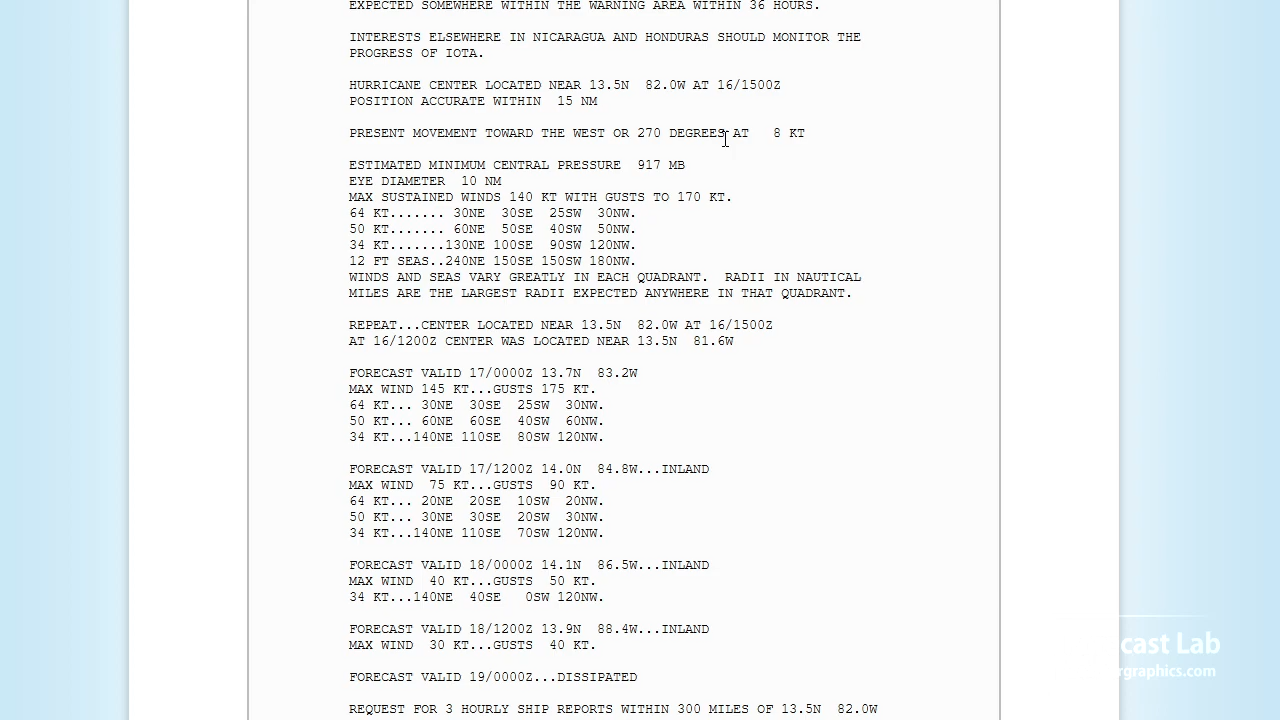 EXPECTED SOMEWHERE WITHIN THE WARNING AREA WITHIN 36 HOURS.
INTERESTS ELSEWHERE IN NICARAGUA AND HONDURAS SHOULD MONITOR THE
PROGRESS OF IOTA.
HURRICANE CENTER LOCATED NEAR 13.5N  82.0W AT 16/1500Z
POSITION ACCURATE WITHIN  15 NM
PRESENT MOVEMENT TOWARD THE WEST OR 270 DEGREES AT   8 KT
ESTIMATED MINIMUM CENTRAL PRESSURE  917 MB
EYE DIAMETER  10 NM
MAX SUSTAINED WINDS 140 KT WITH GUSTS TO 170 KT.
64 KT....... 30NE  30SE  25SW  30NW.
50 KT....... 60NE  50SE  40SW  50NW.
34 KT.......130NE 100SE  90SW 120NW.
12 FT SEAS..240NE 150SE 150SW 180NW.
WINDS AND SEAS VARY GREATLY IN EACH QUADRANT.  RADII IN NAUTICAL
MILES ARE THE LARGEST RADII EXPECTED ANYWHERE IN THAT QUADRANT.
REPEAT...CENTER LOCATED NEAR 13.5N  82.0W AT 16/1500Z
AT 16/1200Z CENTER WAS LOCATED NEAR 13.5N  81.6W
FORECAST VALID 17/0000Z 13.7N  83.2W
MAX WIND 145 KT...GUSTS 175 KT.
64 KT... 30NE  30SE  25SW  30NW.
50 KT... 60NE  60SE  40SW  60NW.
34 KT...140NE 110SE  80SW 120NW.
FORECAST VALID 17/1200Z 14.0N  84.8W...INLAND
MAX WIND  75 KT...GUSTS  90 KT.
64 KT... 20NE  20SE  10SW  20NW.
50 KT... 30NE  30SE  20SW  30NW.
34 KT...140NE 110SE  70SW 120NW.
FORECAST VALID 18/0000Z 14.1N  86.5W...INLAND
MAX WIND  40 KT...GUSTS  50 KT.
34 KT...140NE  40SE   0SW 120NW.
FORECAST VALID 18/1200Z 13.9N  88.4W...INLAND
MAX WIND  30 KT...GUSTS  40 KT.
FORECAST VALID 19/0000Z...DISSIPATED
REQUEST FOR 3 HOURLY SHIP REPORTS WITHIN 300 MILES OF 13.5N  82.0W
cast Lab
rgraphics.com